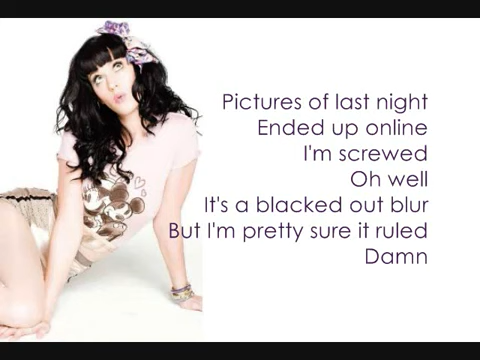 Pictures of last night
Ended up online
I'm screwed
Oh well
It's a blacked out blur
But I'm pretty sure it ruled
Damn